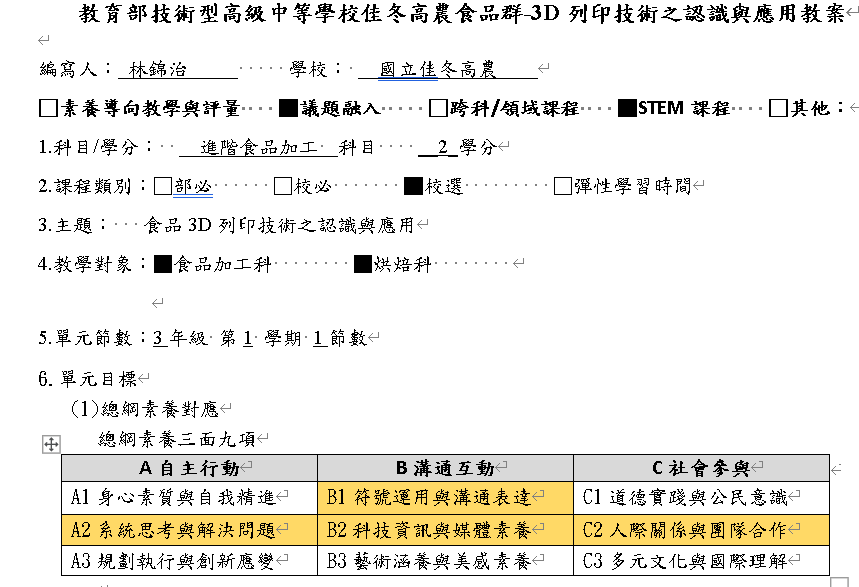 教育部技術型高級中等學校佳冬高農食品群-3D 列印技術之認識與應用教案
編寫人： 林錦治 學校： 國立佳冬高農
□素養導向教學與評量 ■議題融入 □跨科/領域課程 ■STEM 課程 □其他：
1.科目/學分： 進階食品加工 科目 2 學分
2.課程類別：□部必 □校必 ■校選 □彈性學習時間
3.主題： 食品 3D 列印技術之認識與應用
4.教學對象：■食品加工科 ■烘焙科
5.單元節數：3 年級 第 1 學期 1 節數
6. 單元目標
(1)總綱素養對應
總綱素養三面九項
A 自主行動 B 溝通互動 C 社會參與
A1 身心素質與自我精進 B1 符號運用與溝通表達 C1 道德實踐與公民意識
A2 系統思考與解決問題 B2 科技資訊與媒體素養 C2 人際關係與團隊合作
A3 規劃執行與創新應變 B3 藝術涵養與美感素養 C3 多元文化與國際理解